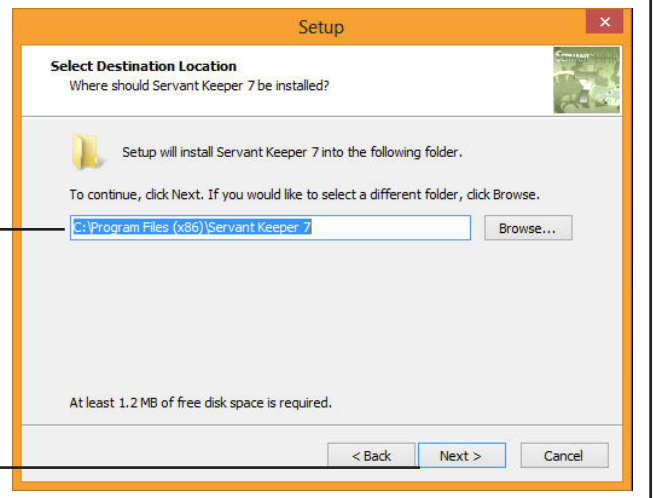 Setup
Select Destination Location
Where should Servant Keeper 7 be installed?
Setup will install Servant Keeper 7 into the following folder.
To continue, click Next. If you would like to select a different folder, click Browse.
C:\Program Files (x86)\Servant Keeper 7
Browse...
At least 1.2 MB of free disk space is required.
< Back
Next >
Cancel